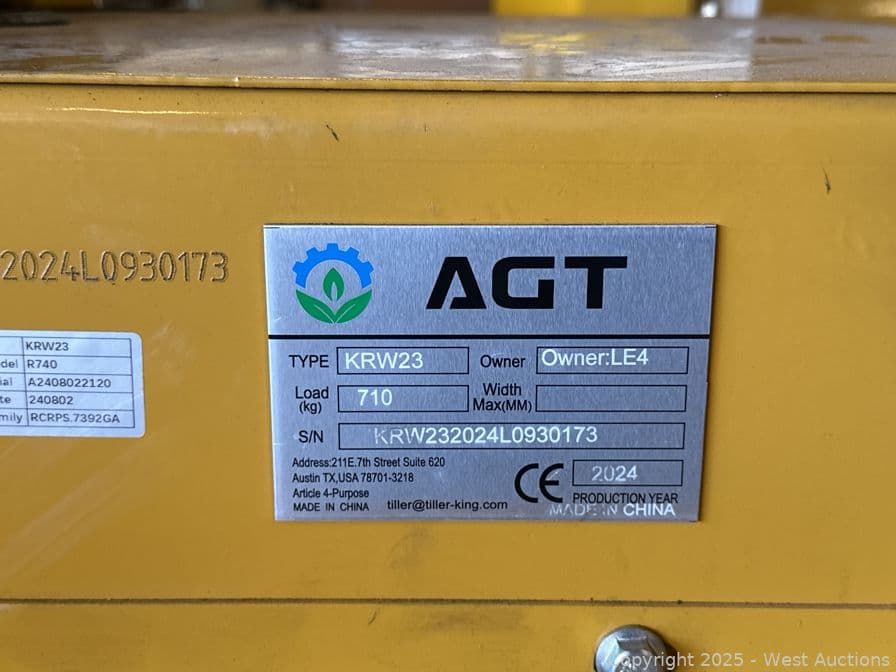 2024L0930173
KRW23
del R740
ial A2408022120
te 240802
mily RCRPS.7392GA
AGT
TYPE KRW23 Owner Owner:LE4
Load (kg) 710 Width Max(MM)
S/N KRW232024L0930173
Address:211E.7th Street Suite 620
Austin TX,USA 78701-3218
Article 4-Purpose
MADE IN CHINA tiller@tiller-king.com
CE 2024
PRODUCTION YEAR
MADE IN CHINA
copyright 2025 - West Auctions